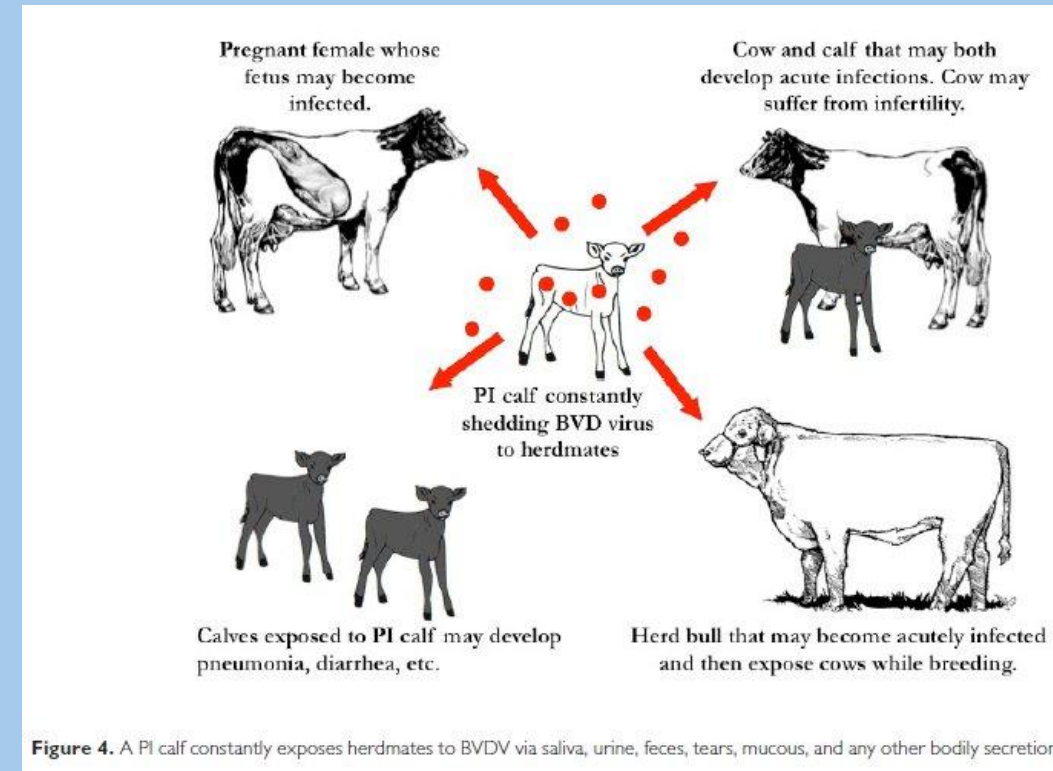 Pregnant female whose
fetus may become
infected.
Cow and calf that may both
develop acute infections. Cow may
suffer from infertility.
PI calf constantly
shedding BVD virus
to herdmates
Calves exposed to PI calf may develop
pneumonia, diarrhea, etc.
Herd bull that may become acutely infected
and then expose cows while breeding.
Figure 4. A PI calf constantly exposes herdmates to BVDV via saliva, urine, feces, tears, mucous, and any other bodily secretion